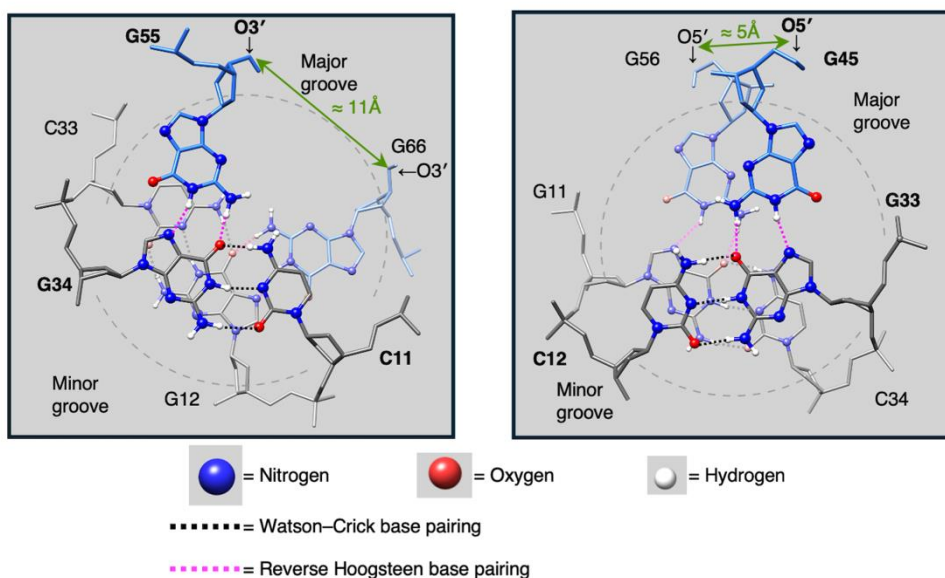 O3′
G55
Major
groove
≈ 11Å
C33
G66
←O3′
G34
C11
Minor
groove
G12
≈ 5Å
O5′
O5′
G56
G45
Major
groove
G11
G33
C12
Minor
groove
C34
= Nitrogen
= Oxygen
= Hydrogen
= Watson–Crick base pairing
= Reverse Hoogsteen base pairing